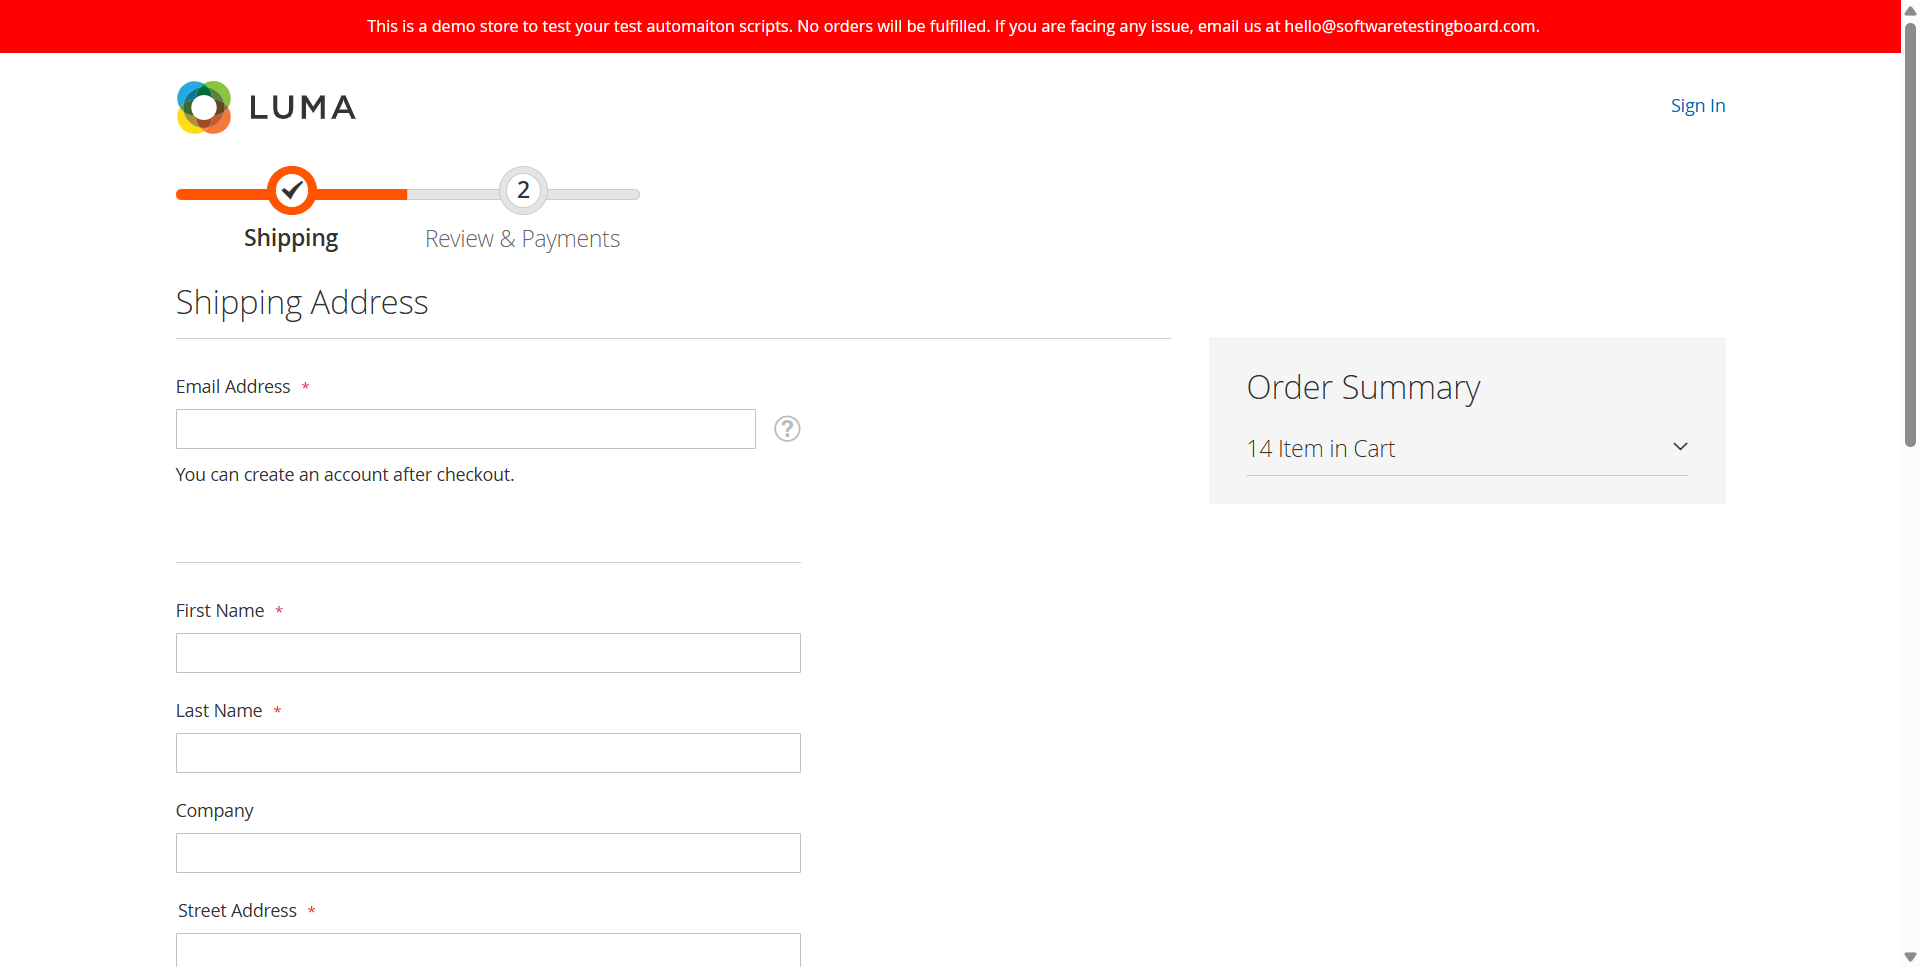 This is a demo store to test your test automaiton scripts. No orders will be fulfilled. If you are facing any issue, email us at hello@softwaretestingboard.com.
LUMA
Sign In
2
Shipping
Review & Payments
Shipping Address
Email Address *
?
You can create an account after checkout.
Order Summary
14 Item in Cart
First Name *
Last Name *
Company
Street Address *